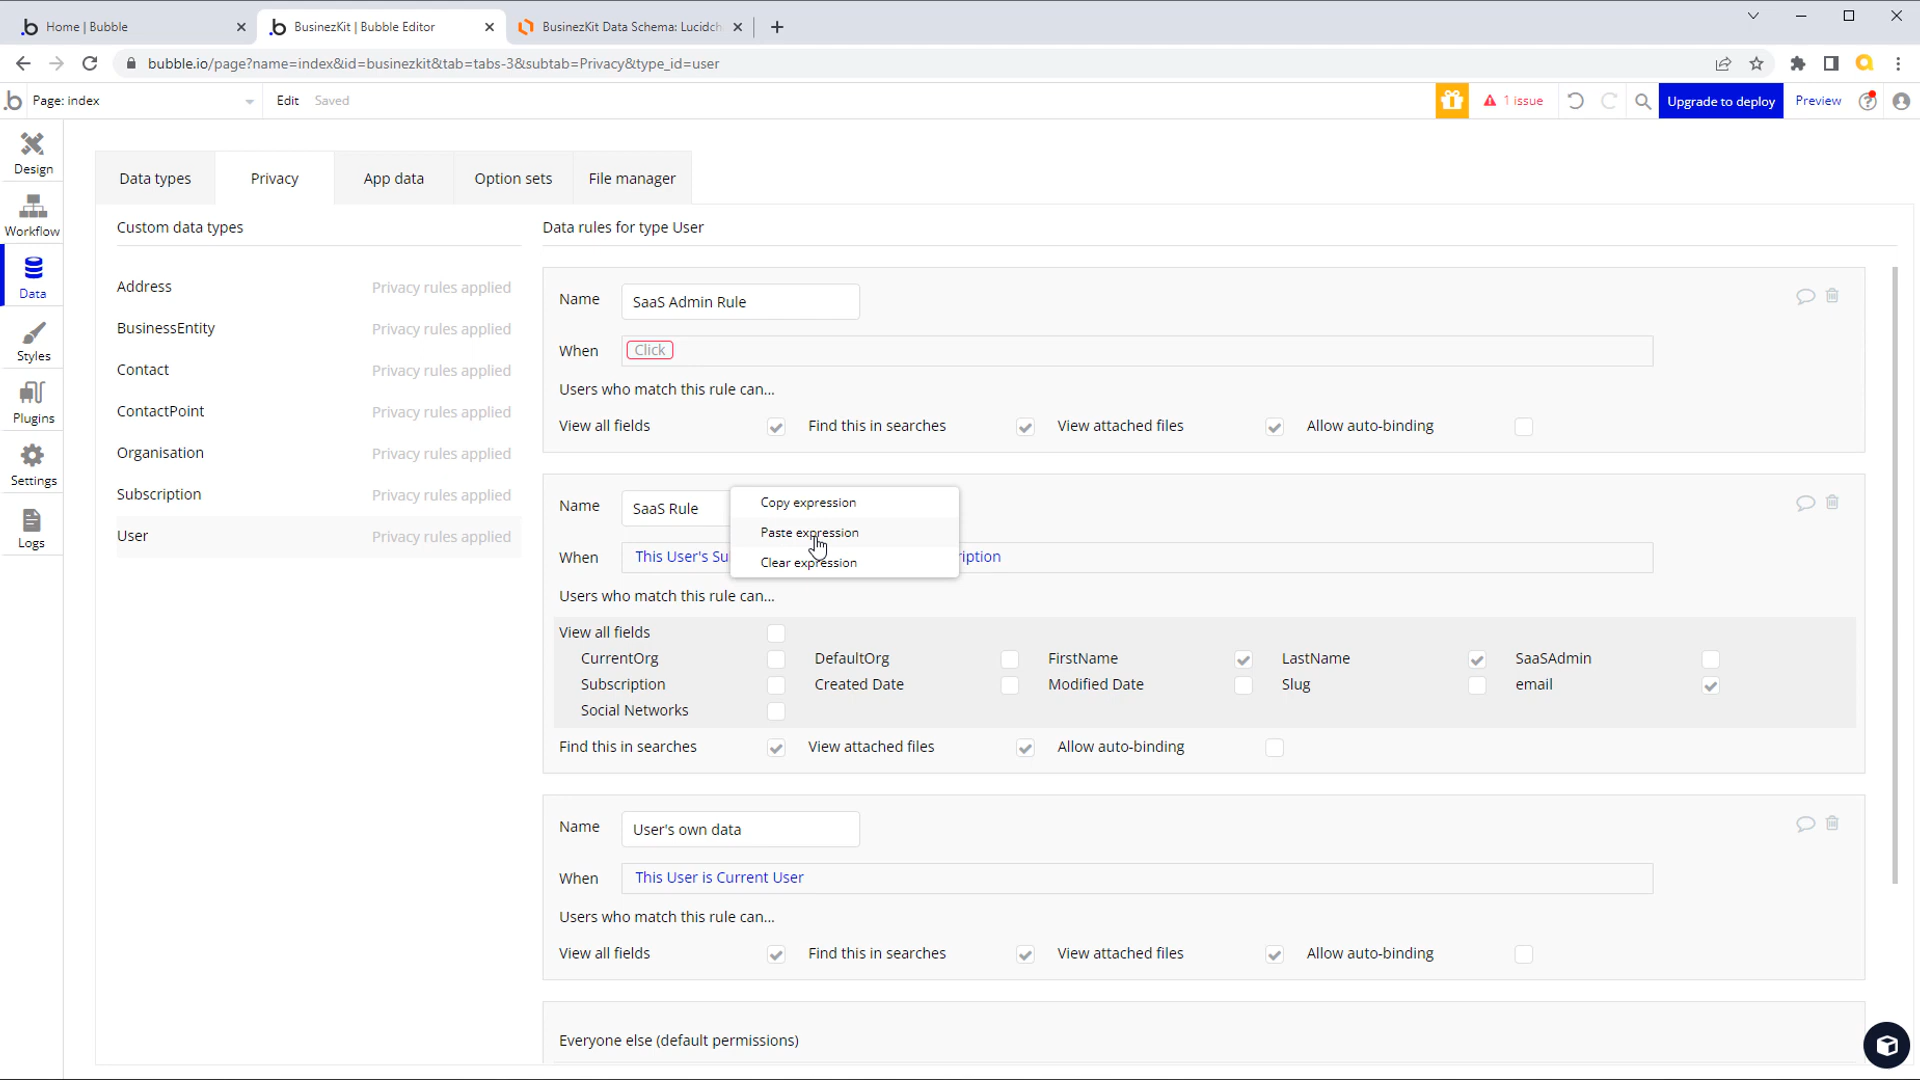 Home | Bubble
BusinezKit | Bubble Editor
BusinezKit Data Schema: Lucidch
bubble.io/page?name=index&id=businezkit&tab=tabs-3&subtab=Privacy&type_id=user
Page: index
Edit
Saved
1 issue
Upgrade to deploy
Preview
Design
Workflow
Data
Styles
Plugins
Settings
Logs
Data types
Privacy
App data
Option sets
File manager
Custom data types
Address Privacy rules applied
BusinessEntity Privacy rules applied
Contact Privacy rules applied
ContactPoint Privacy rules applied
Organisation Privacy rules applied
Subscription Privacy rules applied
User Privacy rules applied
Data rules for type User
Name SaaS Admin Rule
When Click
Users who match this rule can...
View all fields Find this in searches View attached files Allow auto-binding
Name SaaS Rule
Copy expression
Paste expression
Clear expression
When This User's Su ription
Users who match this rule can...
View all fields
CurrentOrg DefaultOrg FirstName LastName SaaSAdmin
Subscription Created Date Modified Date Slug email
Social Networks
Find this in searches View attached files Allow auto-binding
Name User's own data
When This User is Current User
Users who match this rule can...
View all fields Find this in searches View attached files Allow auto-binding
Everyone else (default permissions)